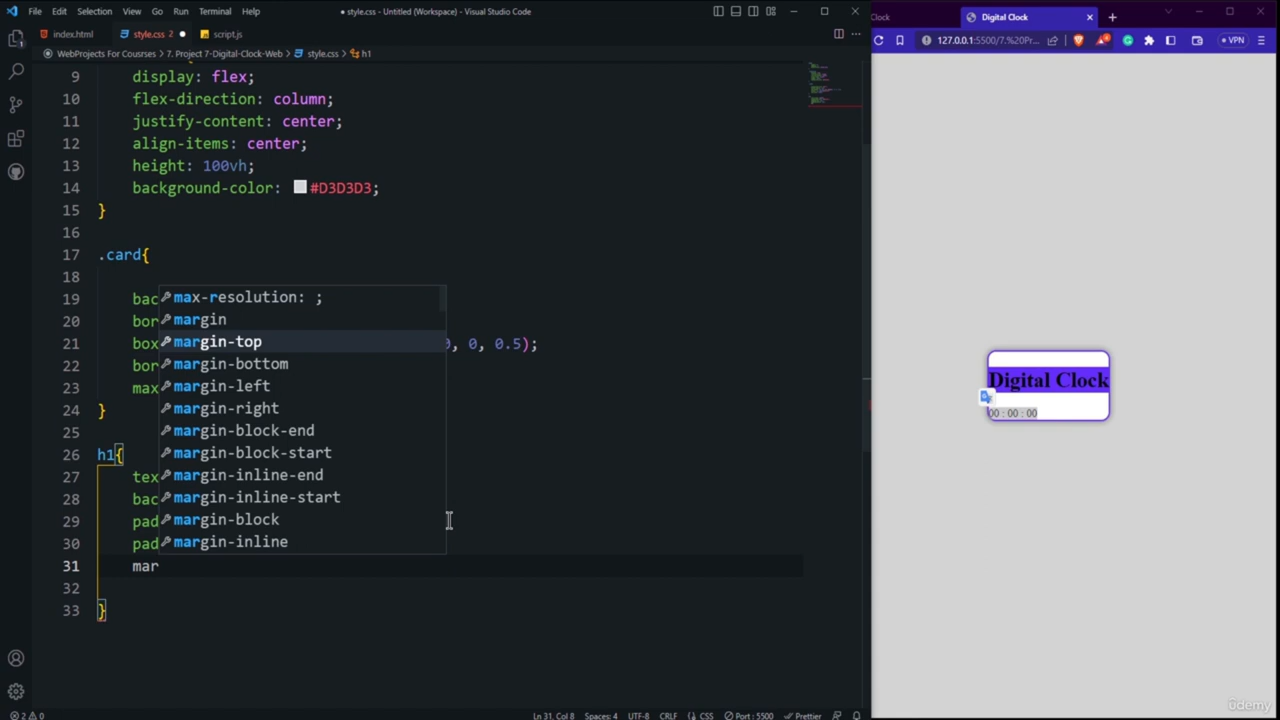 File Edit Selection View Go Run Terminal Help
● style.css - Untitled (Workspace) - Visual Studio Code
Clock
Digital Clock
index.html
style.css 2 ●
script.js
127.0.0.1:5500/7.%20Pr...
VPN
WebProjects For Coursres > 7. Project 7-Digital-Clock-Web > style.css > h1
9 display: flex;
10 flex-direction: column;
11 justify-content: center;
12 align-items: center;
13 height: 100vh;
14 background-color: #D3D3D3;
15 }
16
17 .card{
18
19 bac
20 bor
21 box 0, 0, 0.5);
22 bor
23 max
24 }
25
26 h1{
27 tex
28 bac
29 pad
30 pad
31 mar
32
33 }
max-resolution: ;
margin
margin-top
margin-bottom
margin-left
margin-right
margin-block-end
margin-block-start
margin-inline-end
margin-inline-start
margin-block
margin-inline
Digital Clock
00 : 00 : 00
2 0
Ln 31, Col 8 Spaces: 4 UTF-8 CRLF {} CSS Port : 5500 Prettier
ûdemy